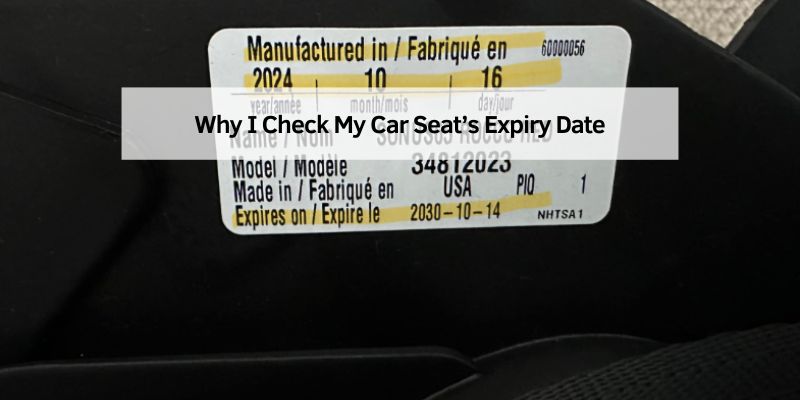 Manufactured in / Fabriqué en 60000056
2024 10 16
year/année month/mois day/jour
Why I Check My Car Seat's Expiry Date
Name / Nom
Model / Modèle 34812023
Made in / Fabriqué en USA PIQ 1
Expires on / Expire le 2030-10-14 NHTSA1